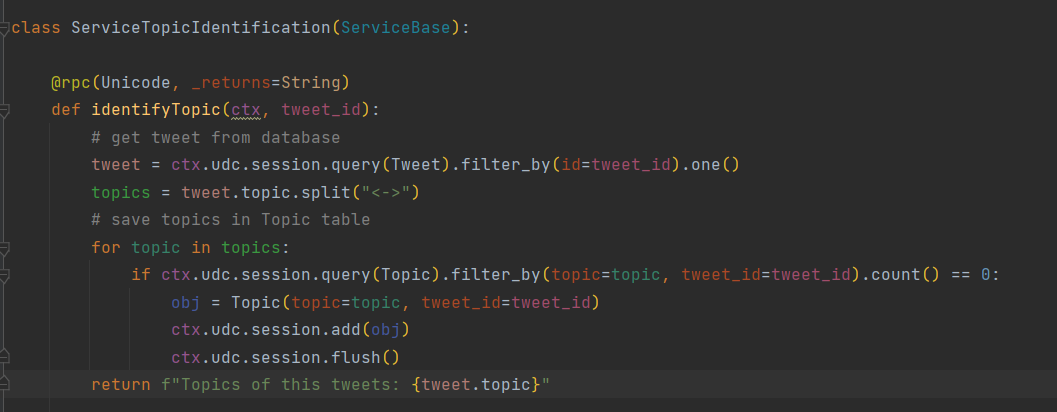 class ServiceTopicIdentification(ServiceBase):
@rpc(Unicode, _returns=String)
def identifyTopic(ctx, tweet_id):
# get tweet from database
tweet = ctx.udc.session.query(Tweet).filter_by(id=tweet_id).one()
topics = tweet.topic.split("<->")
# save topics in Topic table
for topic in topics:
if ctx.udc.session.query(Topic).filter_by(topic=topic, tweet_id=tweet_id).count() == 0:
obj = Topic(topic=topic, tweet_id=tweet_id)
ctx.udc.session.add(obj)
ctx.udc.session.flush()
return f"Topics of this tweets: {tweet.topic}"